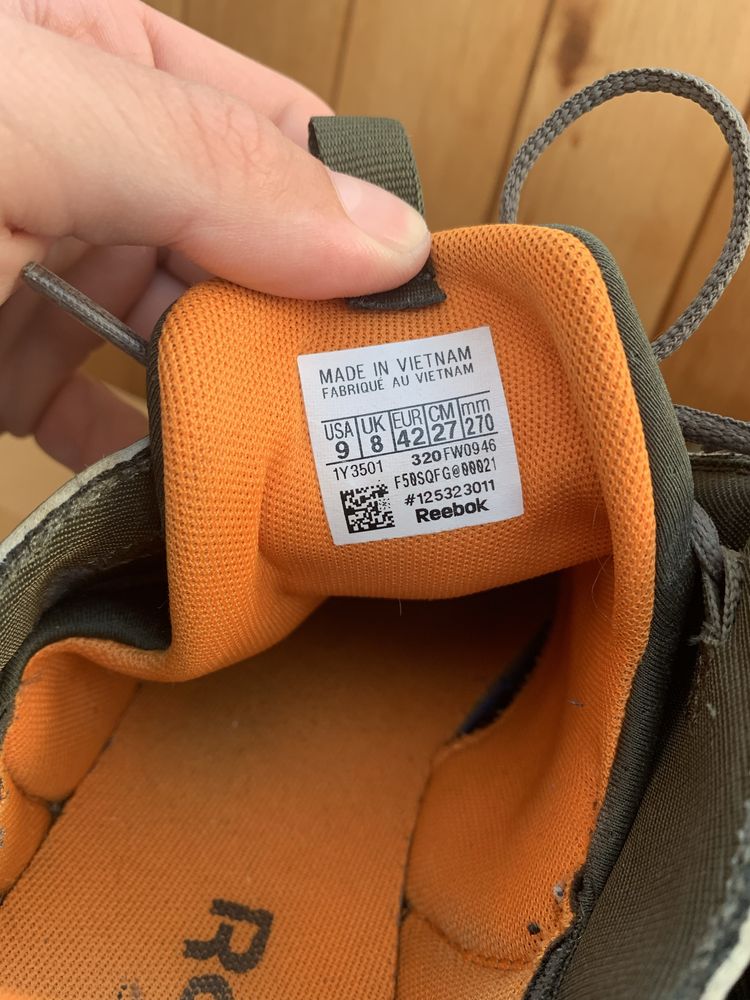 MADE IN VIETNAM
FABRIQUÉ AU VIETNAM
USA UK EUR CM mm
9 8 42 27 270
1Y3501 320 FW0946
F50SQFG@00021
#125323011
Reebok